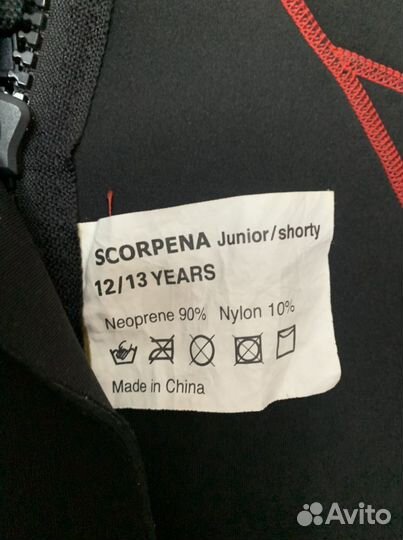 SCORPENA Junior/shorty
12/13 YEARS
Neoprene 90% Nylon 10%
Made in China
Avito